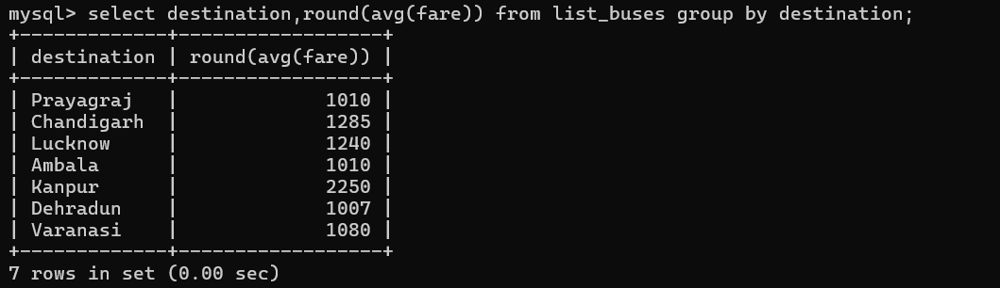 mysql> select destination,round(avg(fare)) from list_buses group by destination;
+-------------+------------------+
| destination | round(avg(fare)) |
+-------------+------------------+
| Prayagraj   |             1010 |
| Chandigarh  |             1285 |
| Lucknow     |             1240 |
| Ambala      |             1010 |
| Kanpur      |             2250 |
| Dehradun    |             1007 |
| Varanasi    |             1080 |
+-------------+------------------+
7 rows in set (0.00 sec)